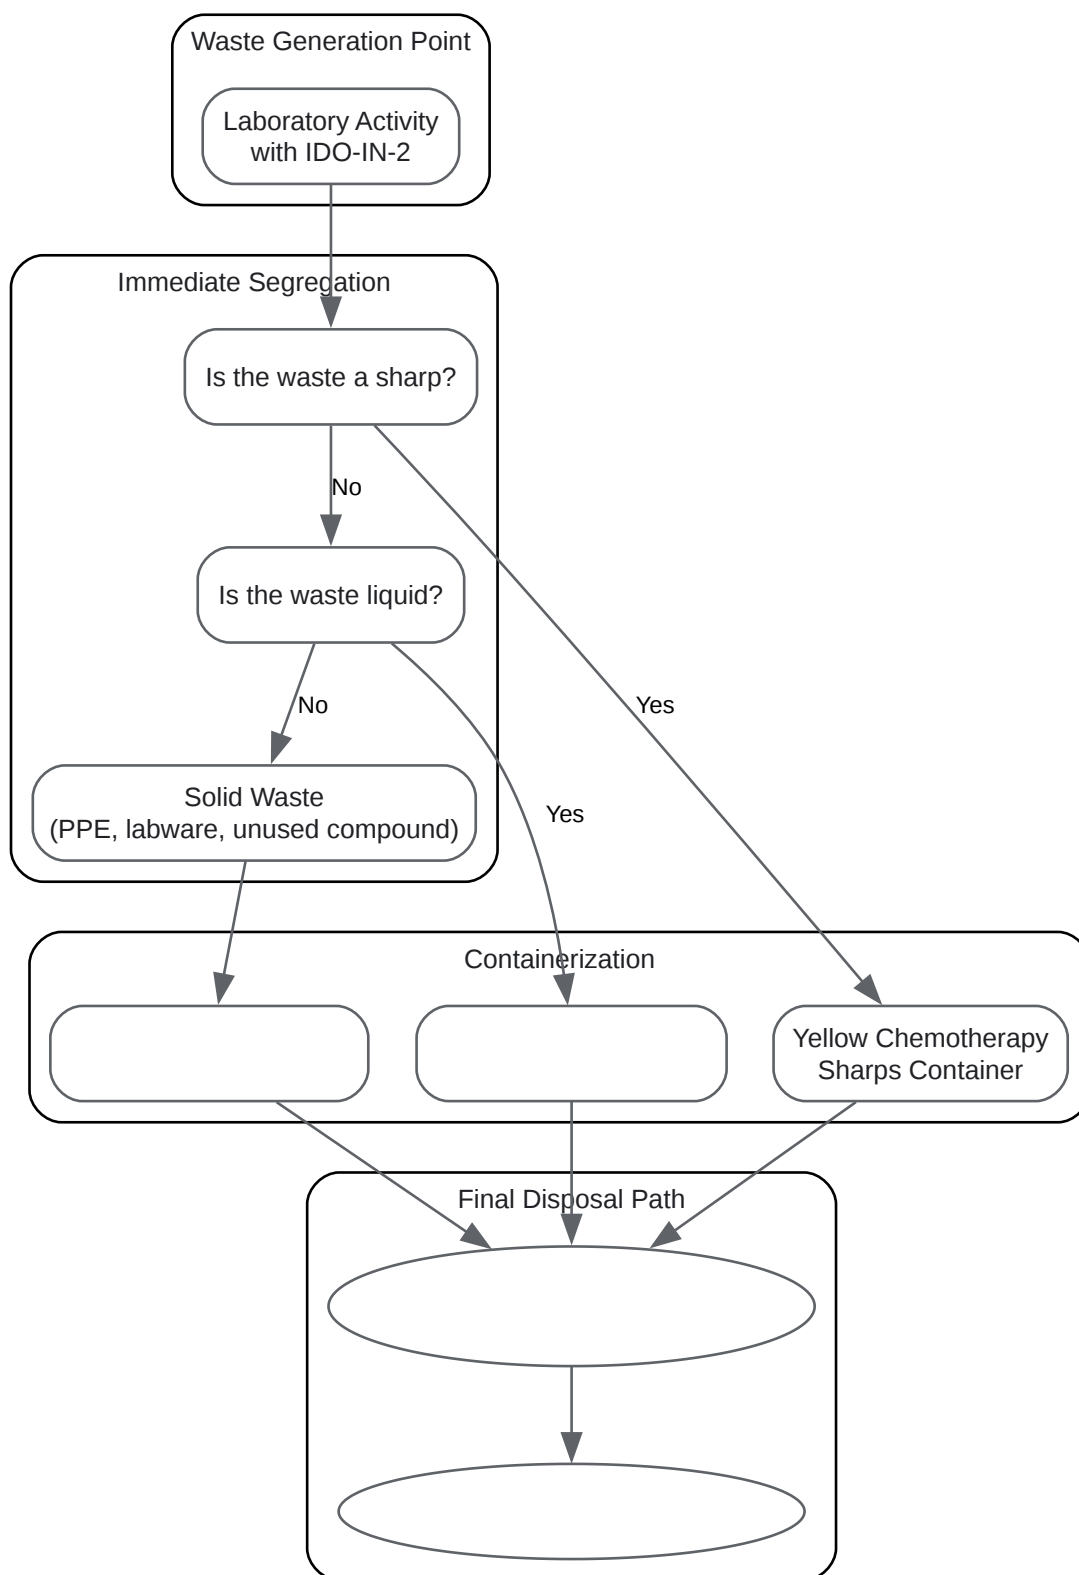 Waste Generation Point
Laboratory Activity
with IDO-IN-2
Immediate Segregation
Is the waste a sharp?
No
Is the waste liquid?
No
Yes
Yes
Solid Waste
(PPE, labware, unused compound)
Containerization
Yellow Chemotherapy
Sharps Container
Final Disposal Path